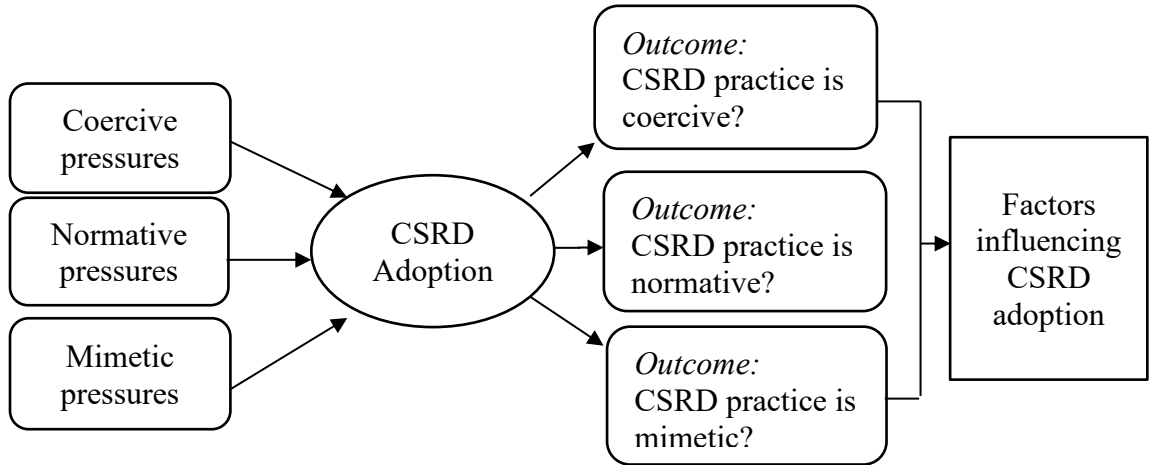 Coercive
pressures
Normative
pressures
Mimetic
pressures
CSRD
Adoption
Outcome:
CSRD practice is
coercive?
Outcome:
CSRD practice is
normative?
Outcome:
CSRD practice is
mimetic?
Factors
influencing
CSRD
adoption